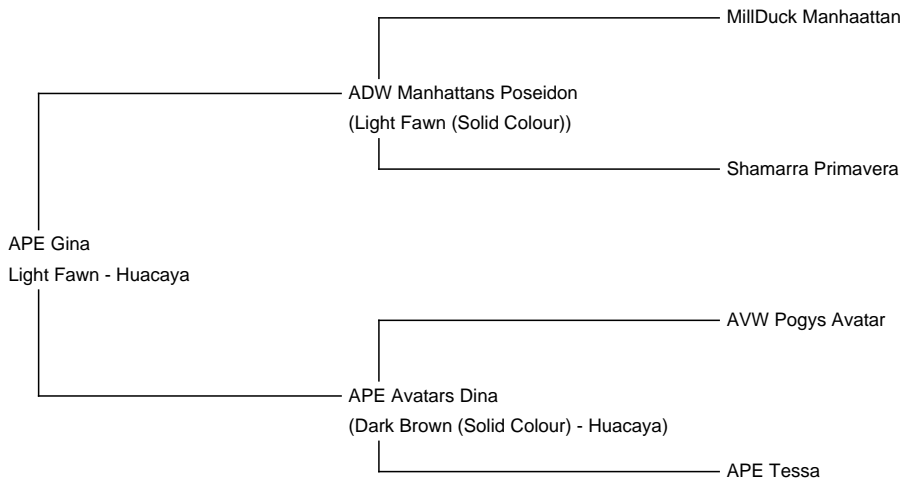 MillDuck Manhaattan
ADW Manhattans Poseidon
(Light Fawn (Solid Colour))
Shamarra Primavera
APE Gina
Light Fawn - Huacaya
AVW Pogys Avatar
APE Avatars Dina
(Dark Brown (Solid Colour) - Huacaya)
APE Tessa